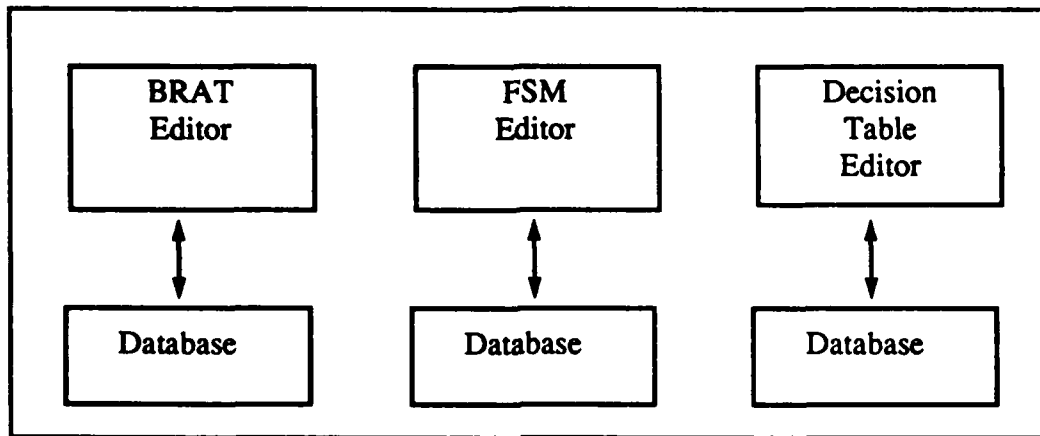 BRAT
Editor
FSM
Editor
Decision
Table
Editor
Database
Database
Database